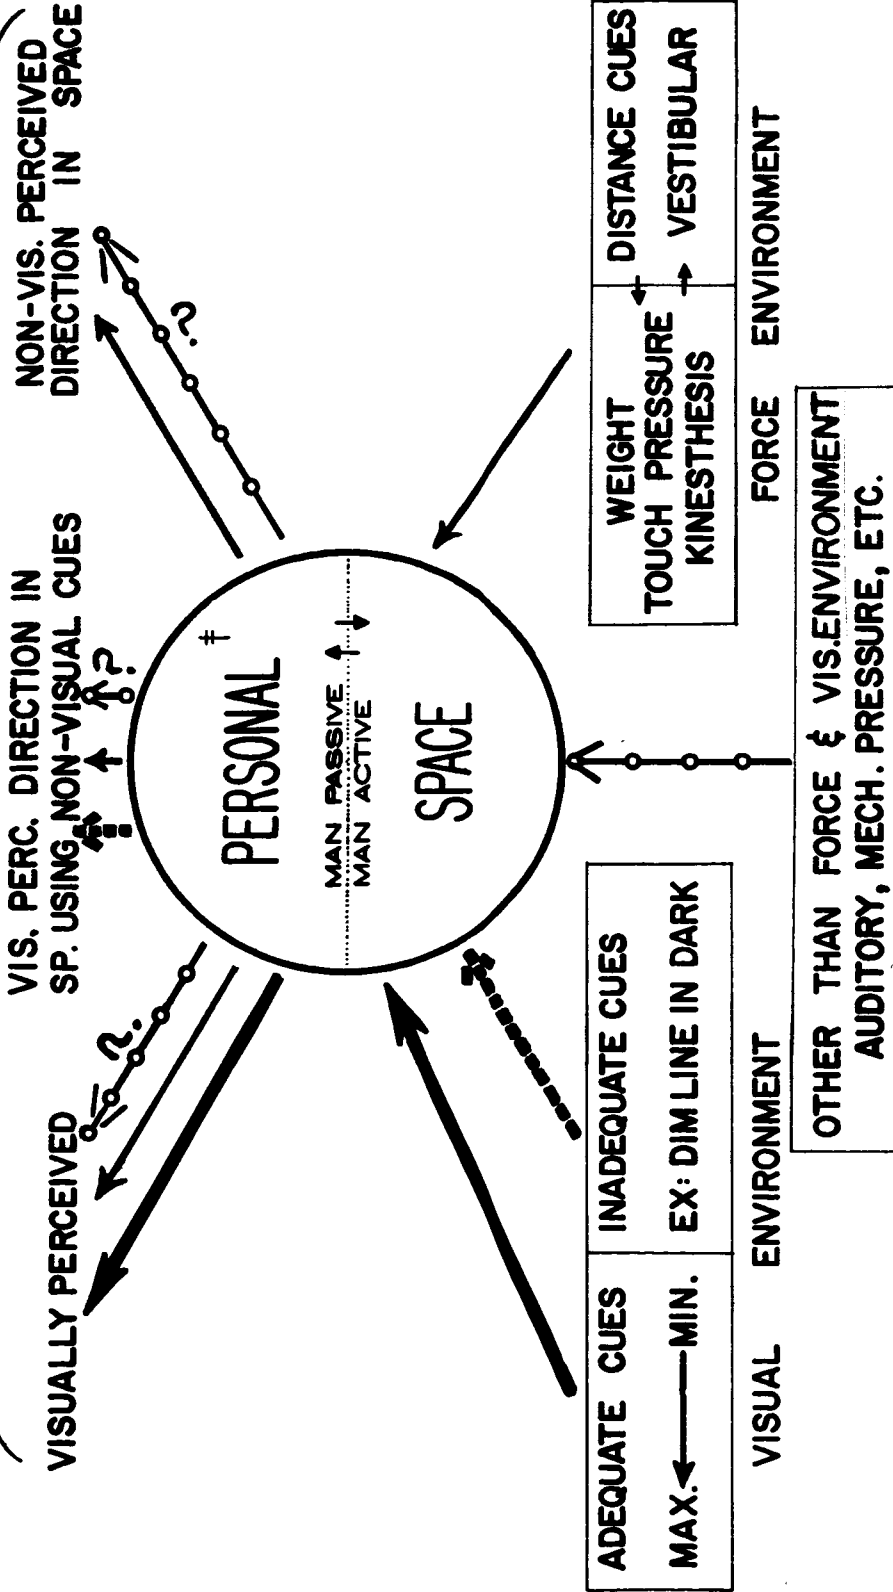 VISUALLY PERCEIVED
VIS. PERC. DIRECTION IN
SP. USING NON-VISUAL CUES
NON-VIS. PERCEIVED
DIRECTION IN SPACE
?
?
?
PERSONAL
MAN PASSIVE
MAN ACTIVE
SPACE
ADEQUATE CUES
MAX. MIN.
INADEQUATE CUES
EX: DIM LINE IN DARK
VISUAL ENVIRONMENT
WEIGHT
TOUCH PRESSURE
KINESTHESIS
DISTANCE CUES
VESTIBULAR
FORCE ENVIRONMENT
OTHER THAN FORCE & VIS. ENVIRONMENT
AUDITORY, MECH. PRESSURE, ETC.